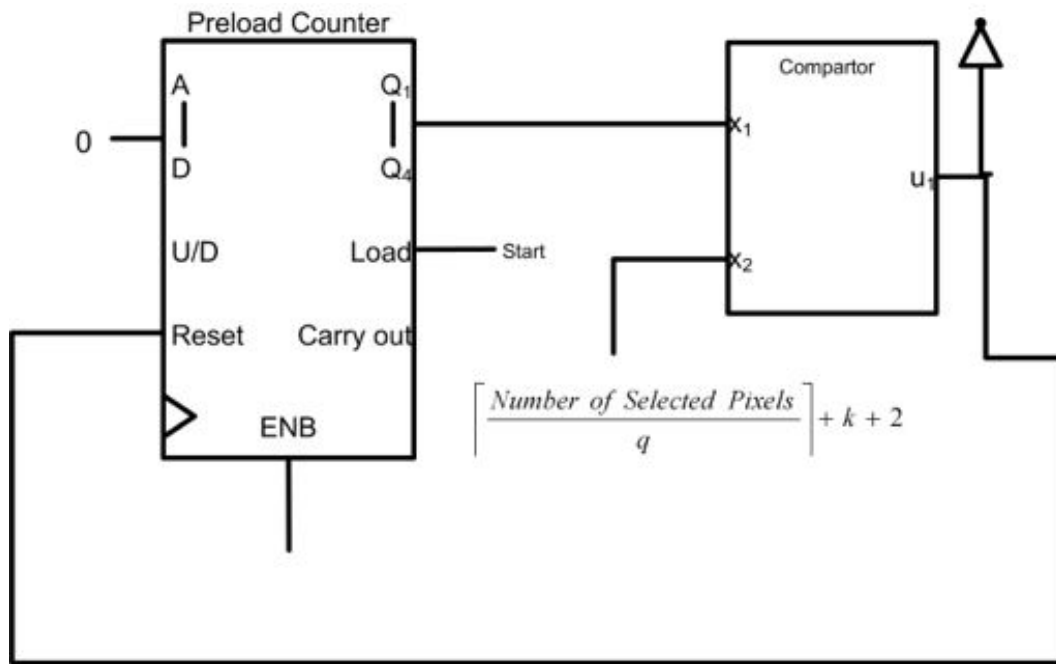 Preload Counter
A
Q1
0
D
Q4
U/D
Load
Start
Reset
Carry out
ENB
Compartor
x1
u1
x2
⌈Number of Selected Pixels / q⌉ + k + 2